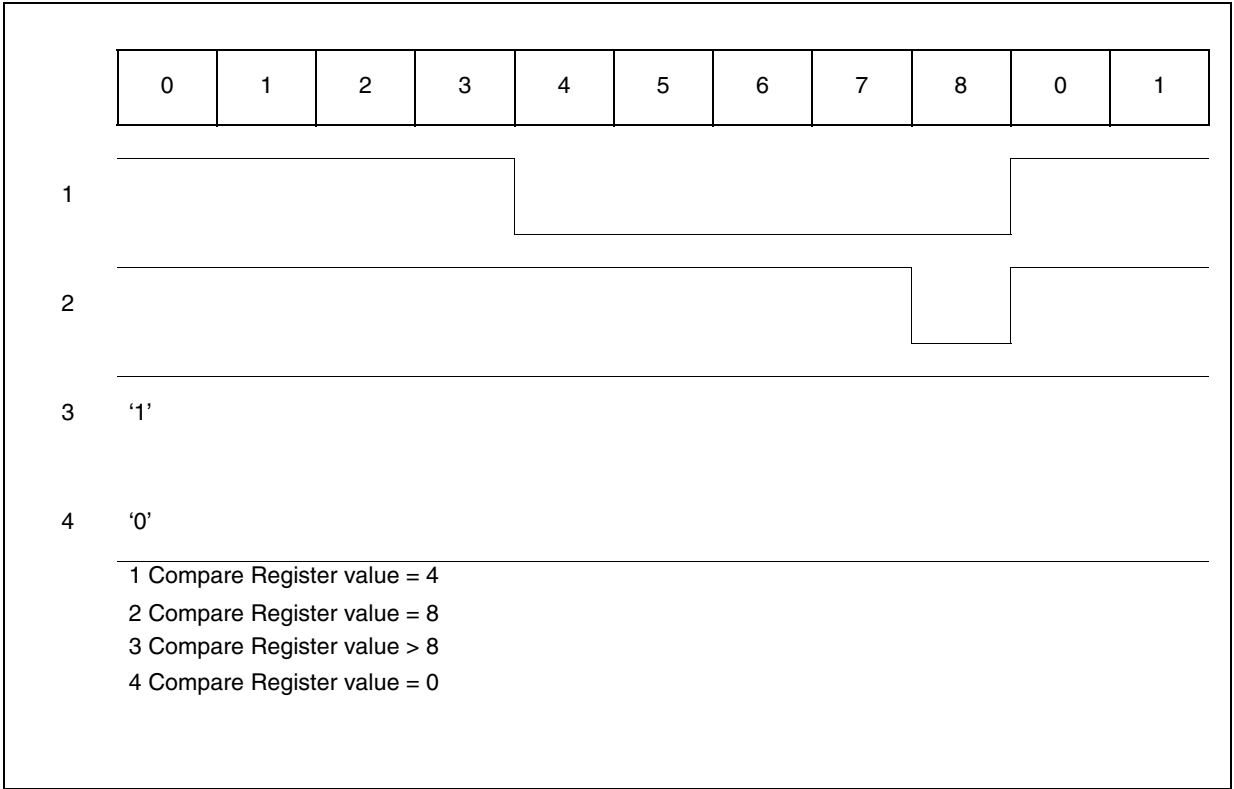 0 1 2 3 4 5 6 7 8 0 1
1
2
3 ‘1’
4 ‘0’
1 Compare Register value = 4
2 Compare Register value = 8
3 Compare Register value > 8
4 Compare Register value = 0